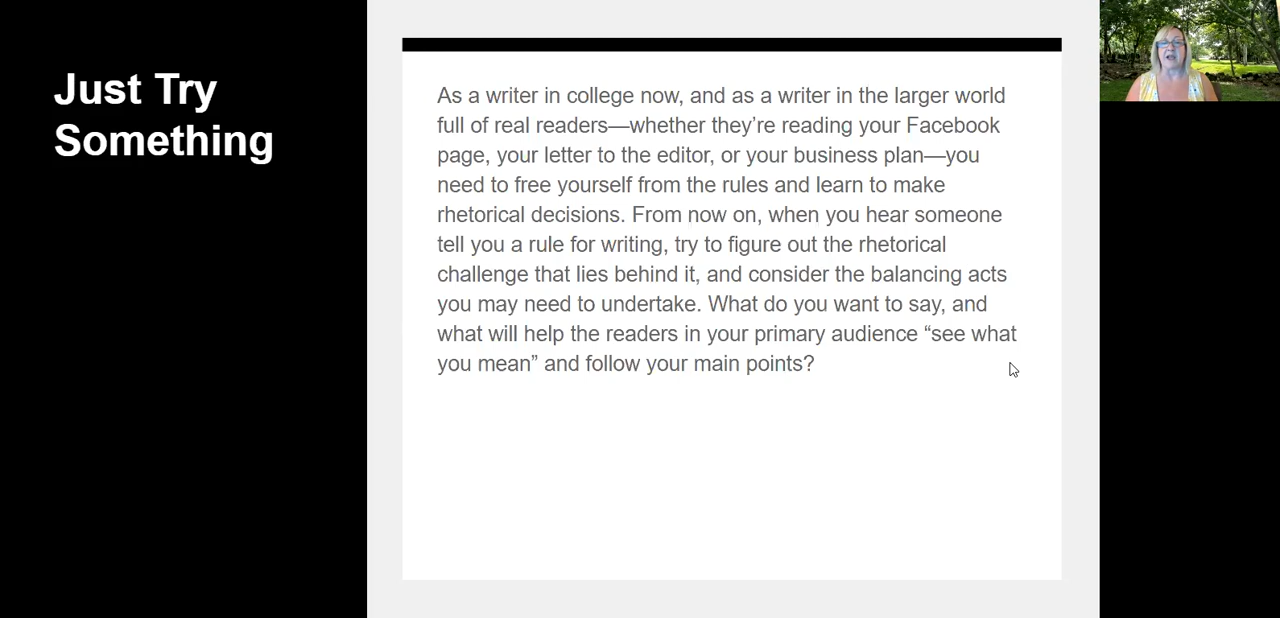 Just Try
Something
As a writer in college now, and as a writer in the larger world
full of real readers—whether they’re reading your Facebook
page, your letter to the editor, or your business plan—you
need to free yourself from the rules and learn to make
rhetorical decisions. From now on, when you hear someone
tell you a rule for writing, try to figure out the rhetorical
challenge that lies behind it, and consider the balancing acts
you may need to undertake. What do you want to say, and
what will help the readers in your primary audience “see what
you mean” and follow your main points?